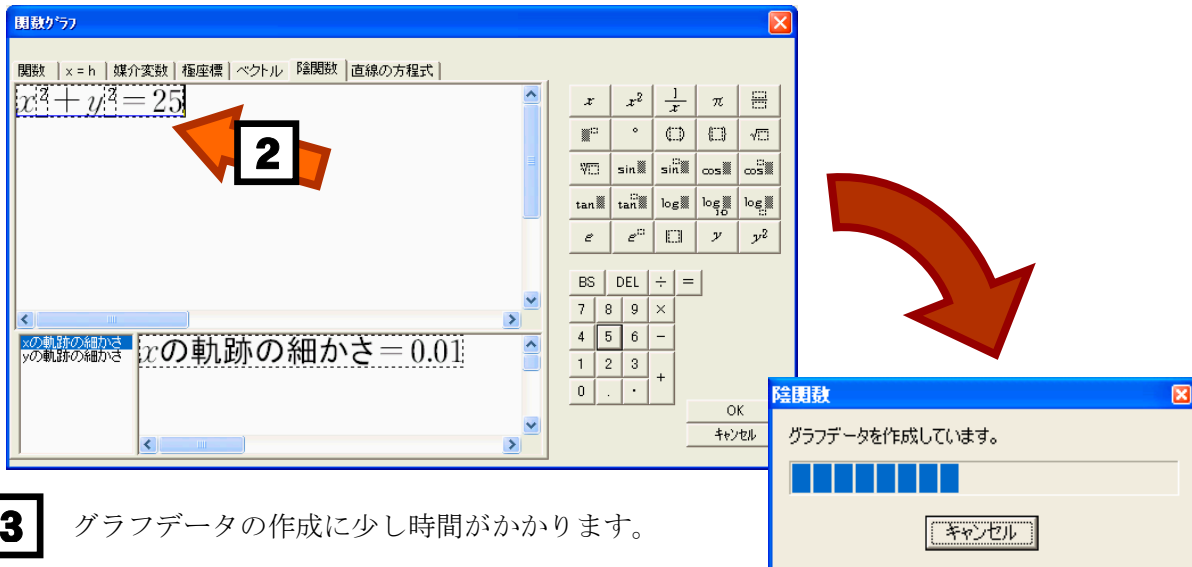 関数グラフ
関数 x = h 媒介変数 極座標 ベクトル 陰関数 直線の方程式
x² + y² = 25
2
x x² 1/x π
°
√
√ sin sin cos cos
tan tan log log10 log
e e y y²
BS DEL ÷ =
7 8 9 ×
4 5 6 −
1 2 3 +
0 . ・
xの軌跡の細かさ
yの軌跡の細かさ
xの軌跡の細かさ = 0.01
OK
キャンセル
陰関数
グラフデータを作成しています。
キャンセル
3 グラフデータの作成に少し時間がかかります。